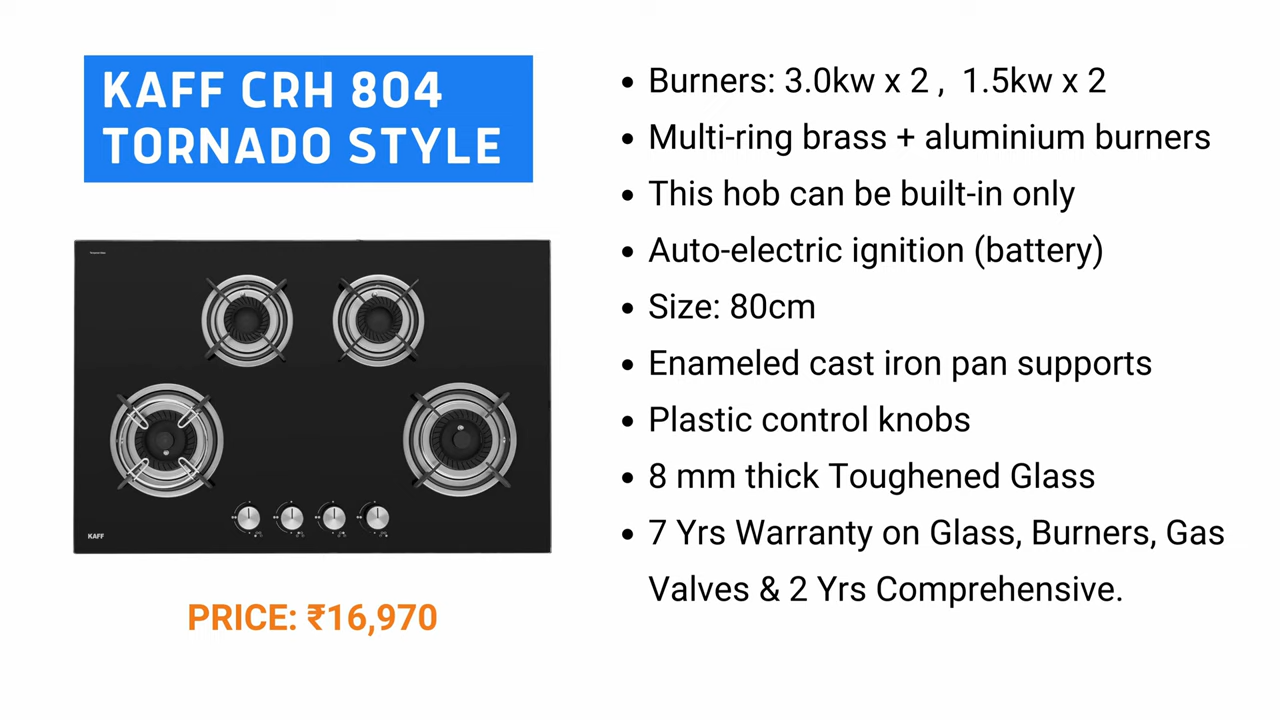 KAFF CRH 804
TORNADO STYLE
KAFF
PRICE: ₹16,970
• Burners: 3.0kw x 2 ,  1.5kw x 2
• Multi-ring brass + aluminium burners
• This hob can be built-in only
• Auto-electric ignition (battery)
• Size: 80cm
• Enameled cast iron pan supports
• Plastic control knobs
• 8 mm thick Toughened Glass
• 7 Yrs Warranty on Glass, Burners, Gas
Valves & 2 Yrs Comprehensive.